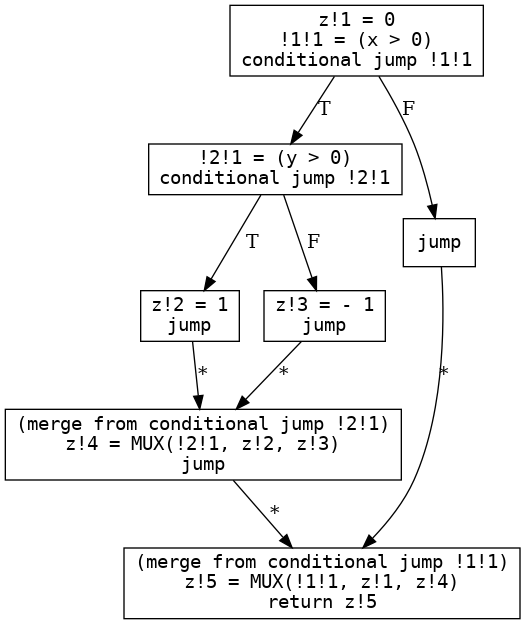 z!1 = 0
!1!1 = (x > 0)
conditional jump !1!1
T
F
!2!1 = (y > 0)
conditional jump !2!1
jump
T
F
z!2 = 1
jump
z!3 = - 1
jump
*
*
*
(merge from conditional jump !2!1)
z!4 = MUX(!2!1, z!2, z!3)
jump
*
(merge from conditional jump !1!1)
z!5 = MUX(!1!1, z!1, z!4)
return z!5